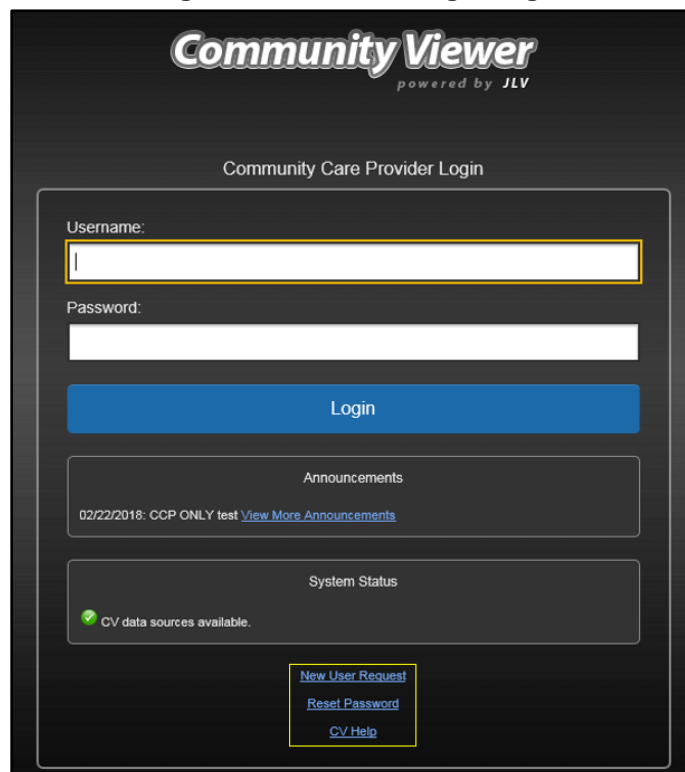 Community Viewer
powered by JLV
Community Care Provider Login
Username:
Password:
Login
Announcements
02/22/2018: CCP ONLY test View More Announcements
System Status
CV data sources available.
New User Request
Reset Password
CV Help